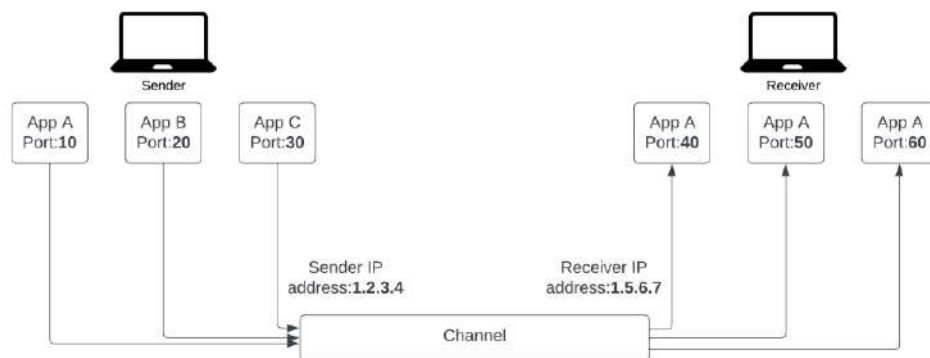 Sender
Receiver
App A
Port:10
App B
Port:20
App C
Port:30
App A
Port:40
App A
Port:50
App A
Port:60
Sender IP
address:1.2.3.4
Receiver IP
address:1.5.6.7
Channel